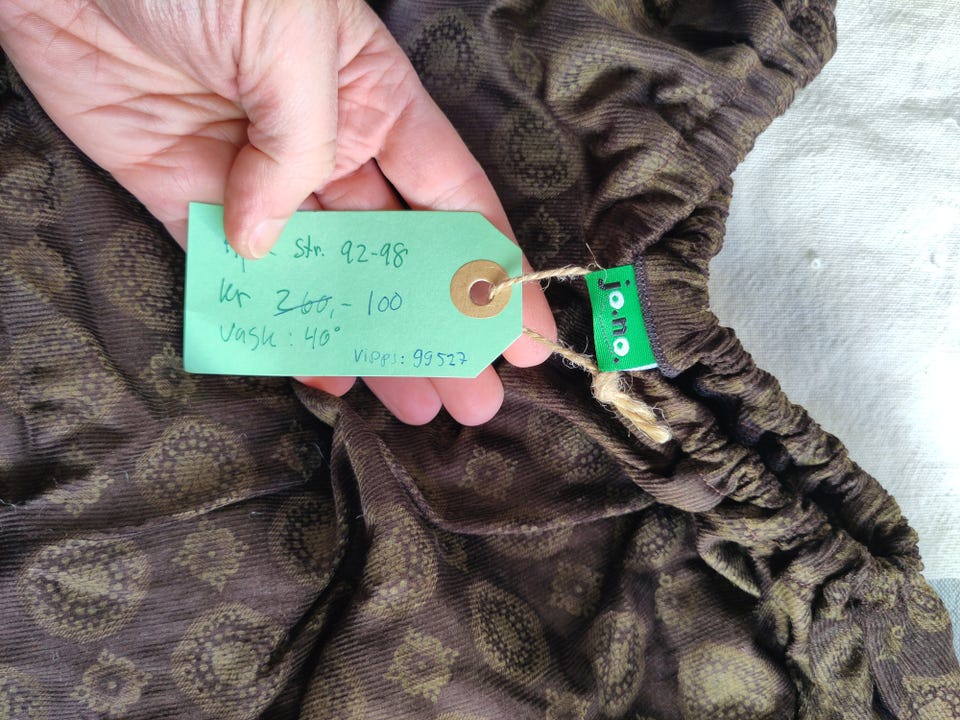 Str. 92-98
kr 260,- 100
Vask: 40°
Vipps: 99527
jo.no.